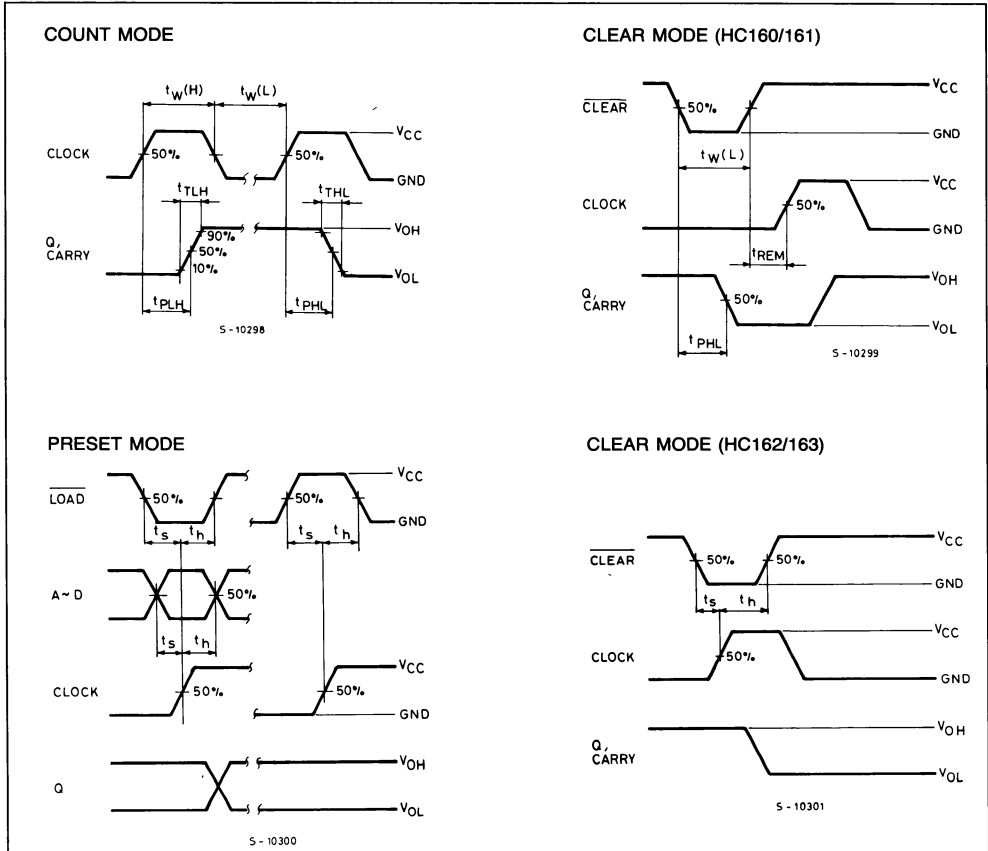 COUNT MODE
tW(H) tW(L)
CLOCK
50%
50%
VCC
GND
tTLH
tTHL
Q,
CARRY
90%
50%
10%
VOH
VOL
tPLH
tPHL
S-10298
CLEAR MODE (HC160/161)
CLEAR
50%
VCC
GND
tW(L)
CLOCK
50%
VCC
GND
tREM
Q,
CARRY
50%
VOH
VOL
tPHL
S-10299
PRESET MODE
LOAD
50%
50%
VCC
GND
ts th
ts th
A~D
50%
ts th
CLOCK
50%
50%
VCC
GND
Q
VOH
VOL
S-10300
CLEAR MODE (HC162/163)
CLEAR
50%
50%
VCC
GND
ts th
CLOCK
50%
VCC
GND
Q,
CARRY
VOH
VOL
S-10301